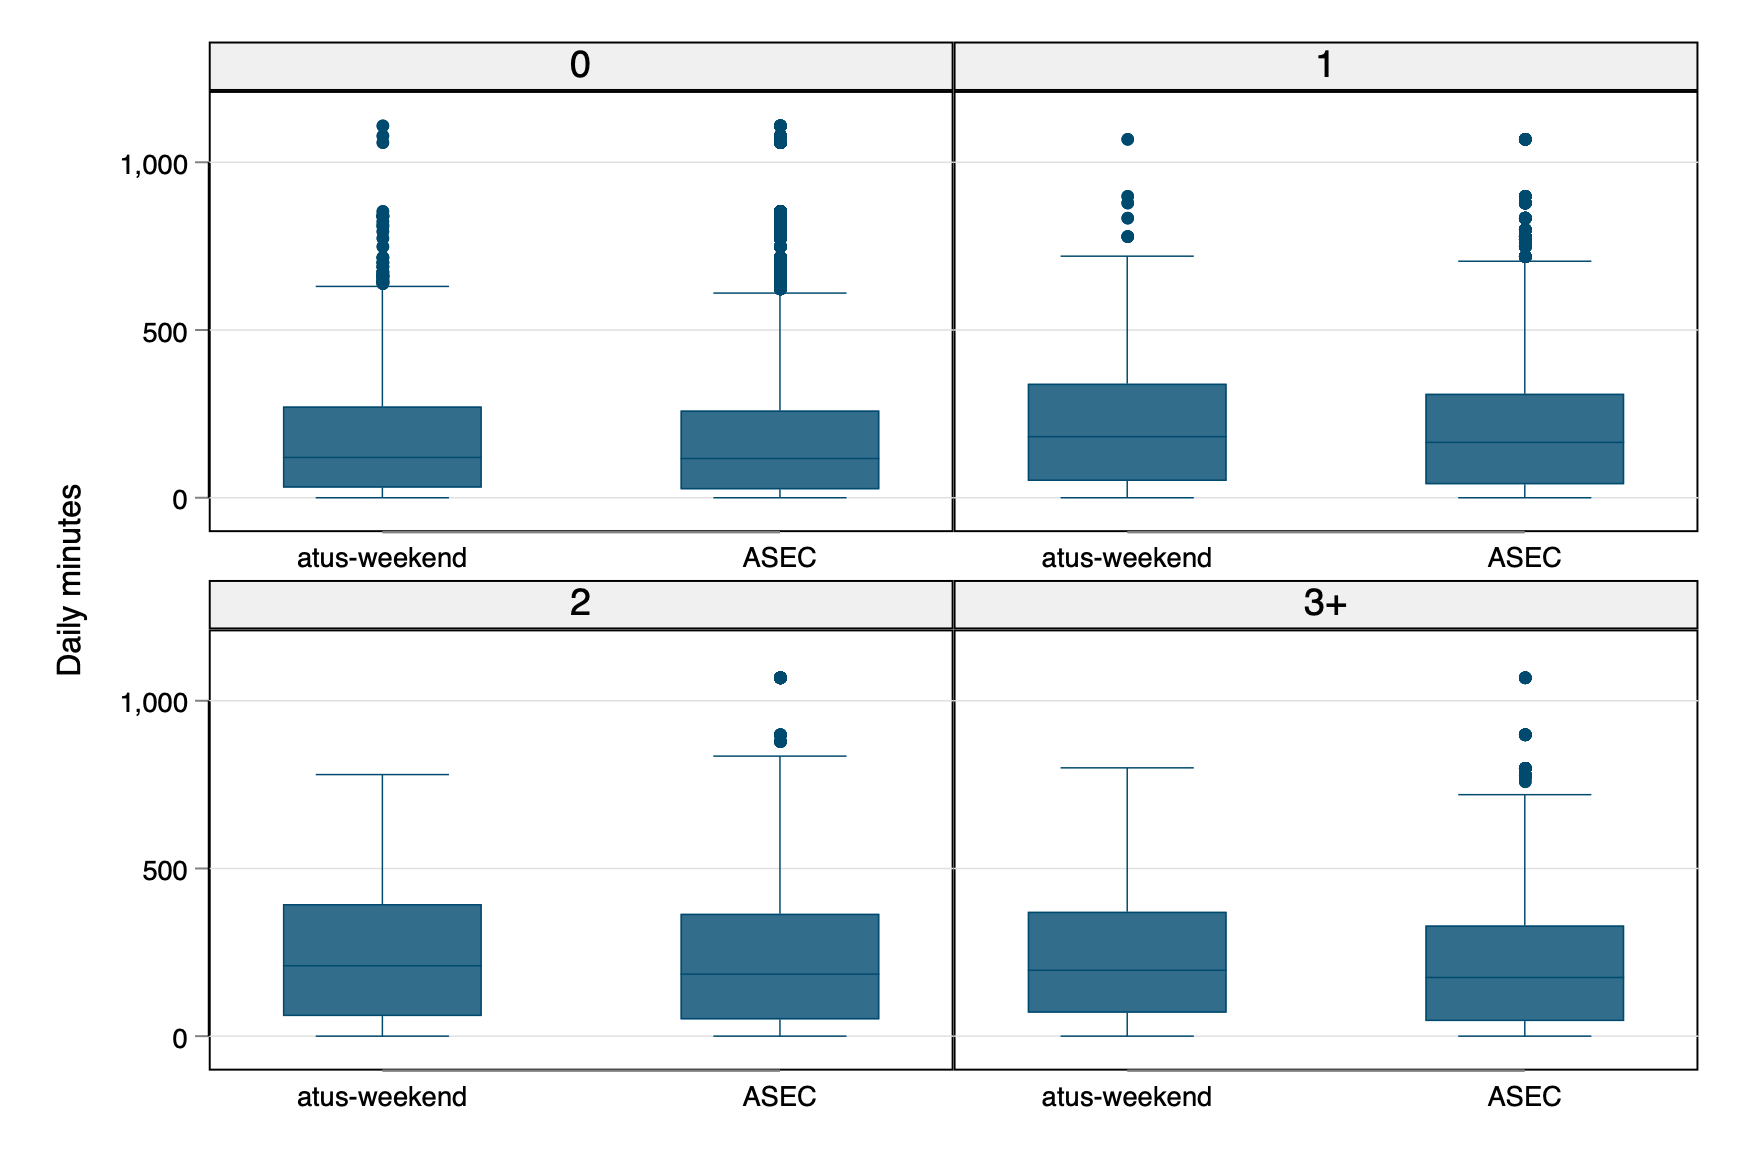 0
1
1,000
500
0
atus-weekend
ASEC
atus-weekend
ASEC
Daily minutes
2
3+
1,000
500
0
atus-weekend
ASEC
atus-weekend
ASEC